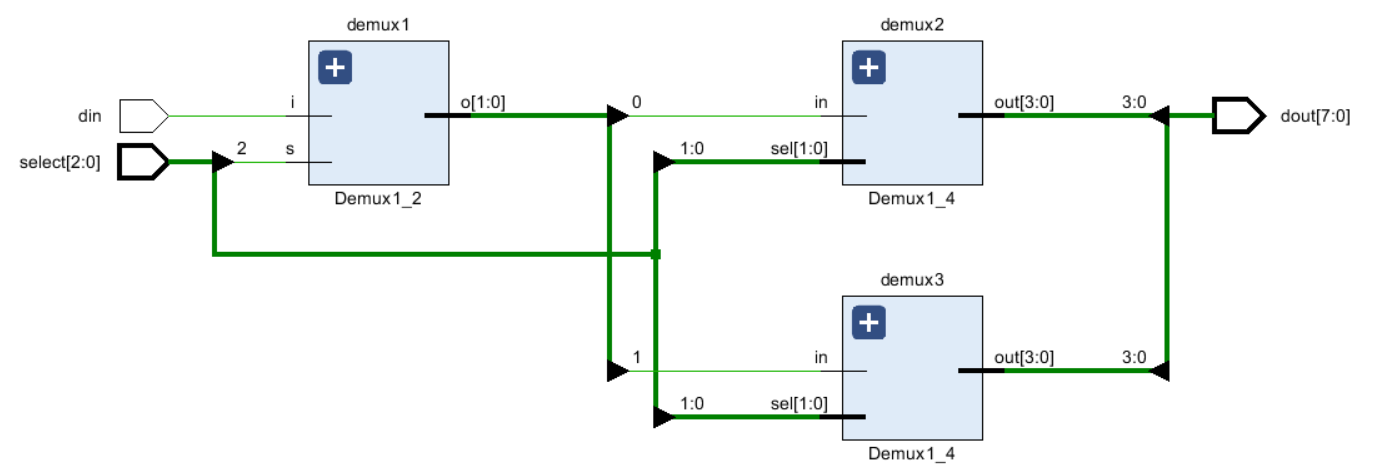 demux1
demux2
din
i
o[1:0]
0
in
out[3:0]
3:0
dout[7:0]
select[2:0]
2
s
1:0
sel[1:0]
Demux1_2
Demux1_4
demux3
1
in
out[3:0]
3:0
1:0
sel[1:0]
Demux1_4